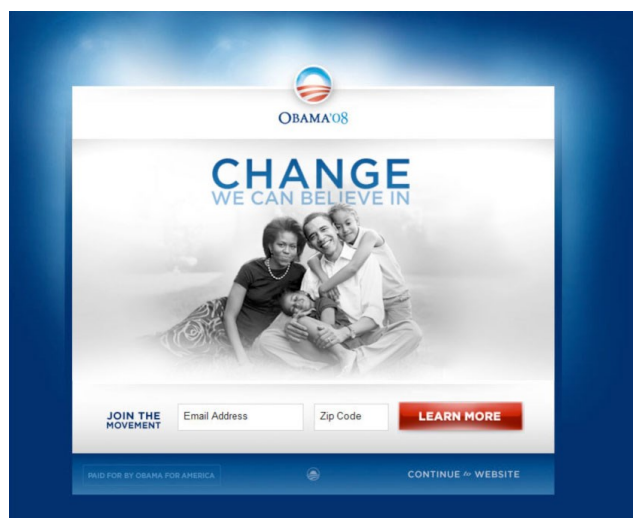 OBAMA'08
CHANGE
WE CAN BELIEVE IN
JOIN THE
MOVEMENT
Email Address
Zip Code
LEARN MORE
PAID FOR BY OBAMA FOR AMERICA
CONTINUE to WEBSITE